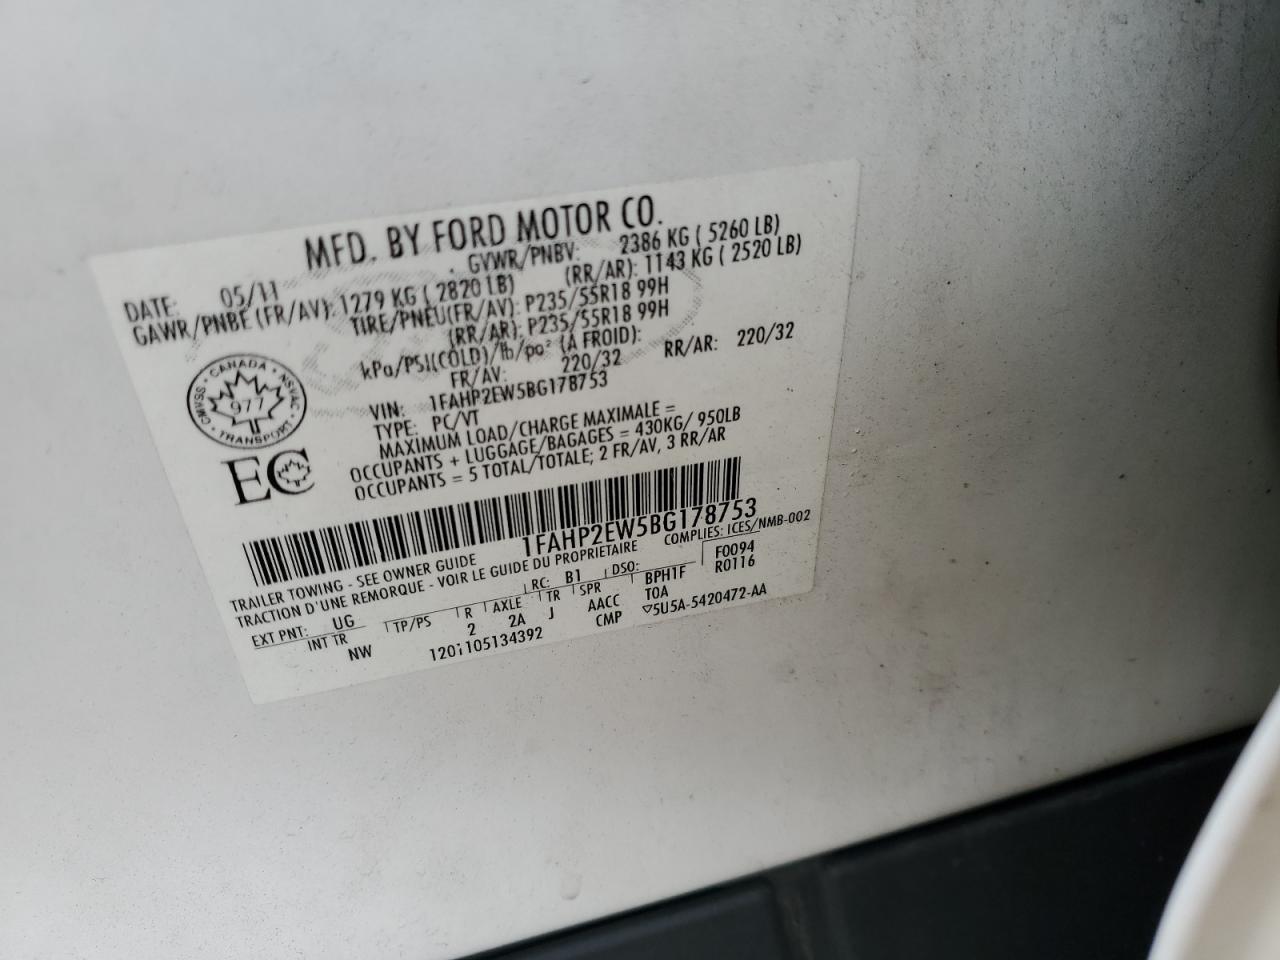 MFD. BY FORD MOTOR CO.
DATE: 05/11 GVWR/PNBV: 2386 KG ( 5260 LB)
GAWR/PNBE (FR/AV): 1279 KG ( 2820 LB) (RR/AR): 1143 KG ( 2520 LB)
TIRE/PNEU(FR/AV): P235/55R18 99H
(RR/AR): P235/55R18 99H
kPa/PSI(COLD)/lb/po² (À FROID):
FR/AV: 220/32 RR/AR: 220/32
VIN: 1FAHP2EW5BG178753
TYPE: PC/VT
MAXIMUM LOAD/CHARGE MAXIMALE =
OCCUPANTS + LUGGAGE/BAGAGES = 430KG/ 950LB
OCCUPANTS = 5 TOTAL/TOTALE; 2 FR/AV, 3 RR/AR
CANADA
CMVSS NSVAC
977
TRANSPORT
EC
1FAHP2EW5BG178753
TRAILER TOWING - SEE OWNER GUIDE COMPLIES: ICES/NMB-002
TRACTION D'UNE REMORQUE - VOIR LE GUIDE DU PROPRIETAIRE
EXT PNT: UG RC: B1 DSO: F0094
INT TR TP/PS R AXLE TR SPR BPH1F R0116
NW 2 2A J AACC TOA
1201105134392 CMP ▽5U5A-5420472-AA